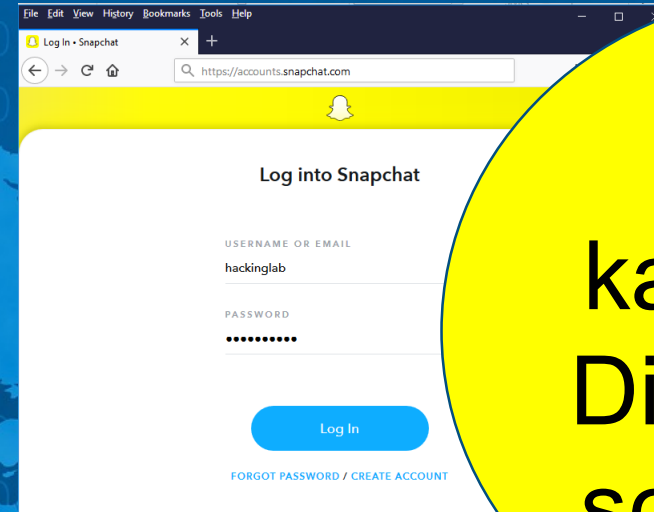 File Edit View History Bookmarks Tools Help
Log In • Snapchat
https://accounts.snapchat.com
Log into Snapchat
USERNAME OR EMAIL
hackinglab
PASSWORD
••••••••••
Log In
FORGOT PASSWORD / CREATE ACCOUNT